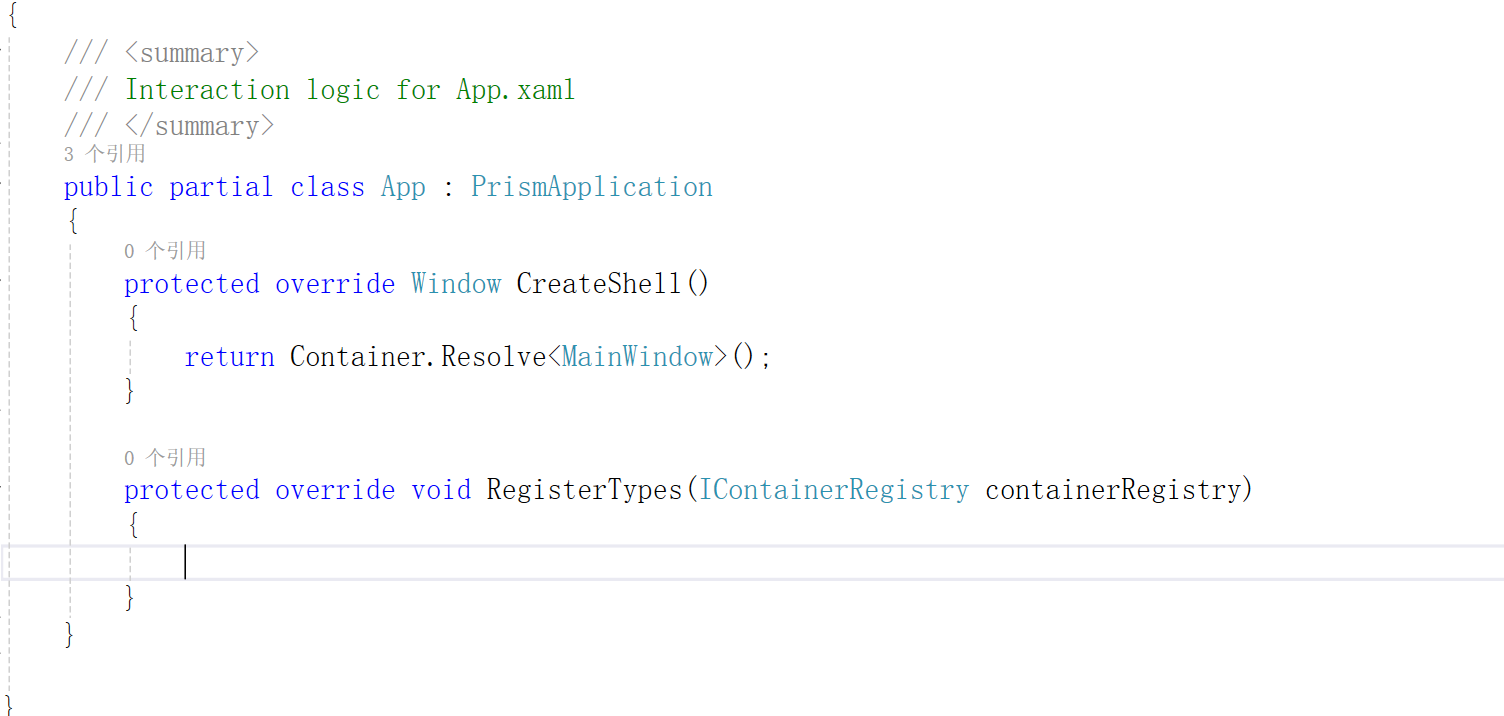 {
/// <summary>
/// Interaction logic for App.xaml
/// </summary>
3 个引用
public partial class App : PrismApplication
{
0 个引用
protected override Window CreateShell()
{
return Container.Resolve<MainWindow>();
}
0 个引用
protected override void RegisterTypes(IContainerRegistry containerRegistry)
{
}
}
}